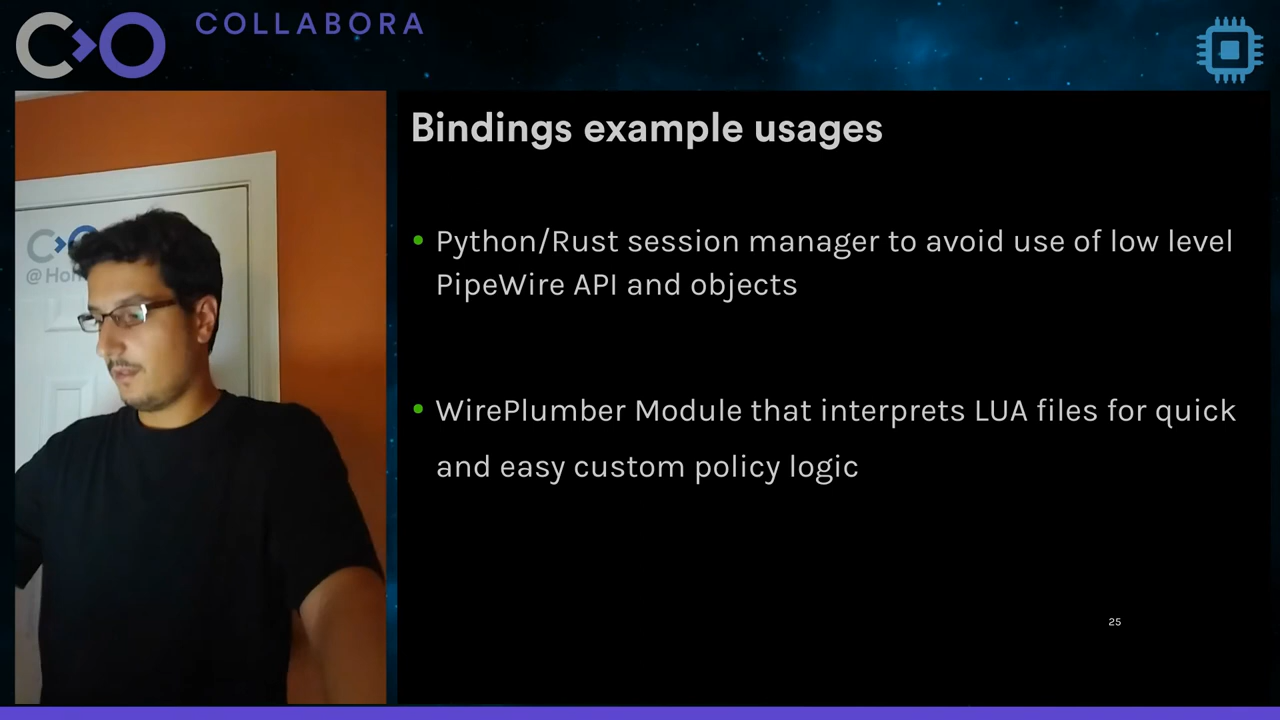 COLLABORA
@Hom
Bindings example usages
Python/Rust session manager to avoid use of low level
PipeWire API and objects
WirePlumber Module that interprets LUA files for quick
and easy custom policy logic
25